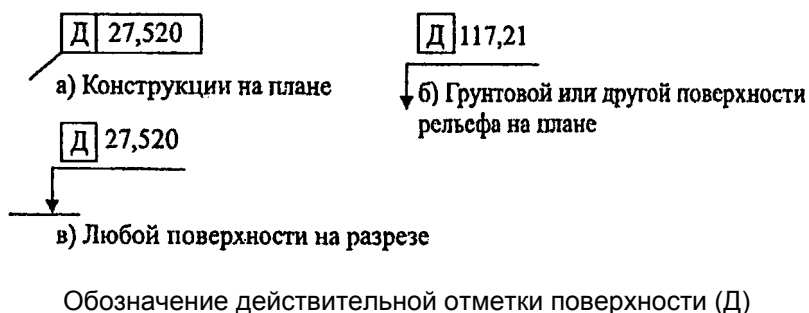 Д 27,520
а) Конструкции на плане
Д 117,21
б) Грунтовой или другой поверхности
рельефа на плане
Д 27,520
в) Любой поверхности на разрезе
Обозначение действительной отметки поверхности (Д)